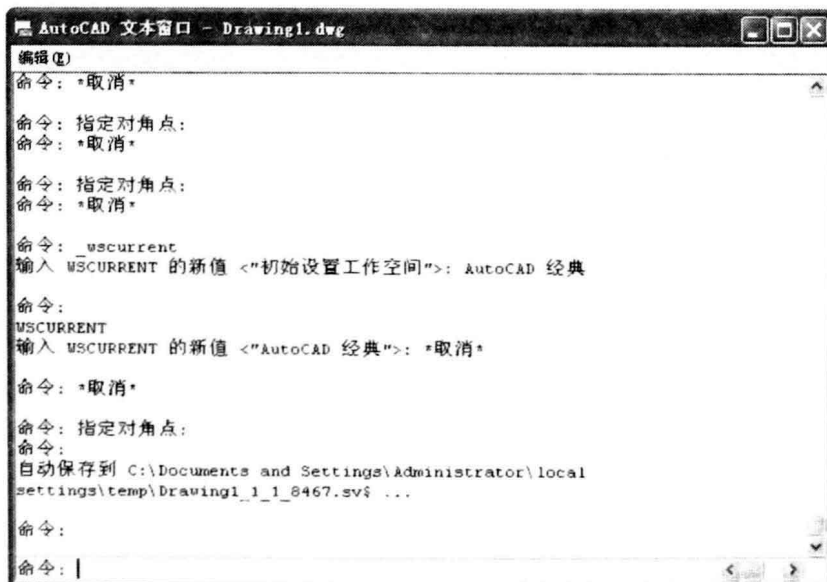 AutoCAD 文本窗口 - Drawing1.dwg
编辑(E)
命令: *取消*
命令: 指定对角点:
命令: *取消*
命令: 指定对角点:
命令: *取消*
命令: _wscurrent
输入 WSCURRENT 的新值 <"初始设置工作空间">: AutoCAD 经典
命令:
WSCURRENT
输入 WSCURRENT 的新值 <"AutoCAD 经典">: *取消*
命令: *取消*
命令: 指定对角点:
命令:
自动保存到 C:\Documents and Settings\Administrator\local
settings\temp\Drawing1_1_1_8467.sv$ ...
命令:
命令: